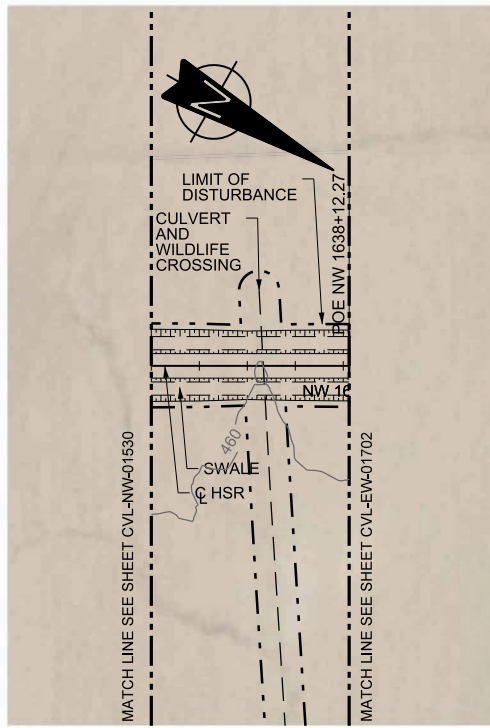 N
LIMIT OF
DISTURBANCE
CULVERT
AND
WILDLIFE
CROSSING
POE NW 1638+12.27
NW 16
460
SWALE
℄ HSR
MATCH LINE SEE SHEET CVL-NW-01530
MATCH LINE SEE SHEET CVL-EW-01702